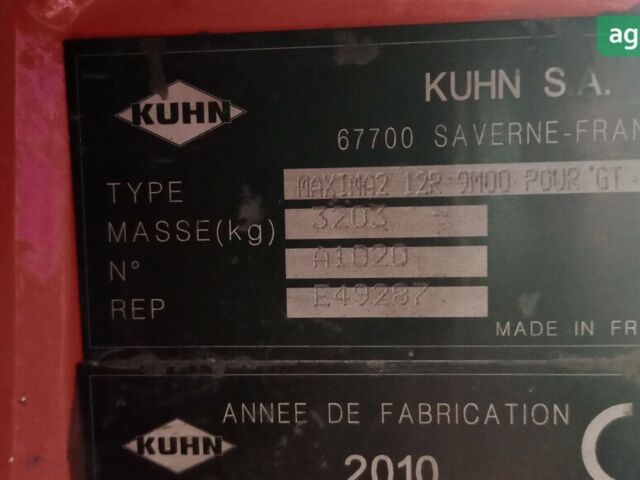 ag
KUHN
KUHN S.A.
67700 SAVERNE-FRAN
TYPE MAXIMA2 12R 9M00 POUR GT
MASSE(kg) 3203
N° A1020
REP E49287
MADE IN FR
KUHN
ANNEE DE FABRICATION
2010